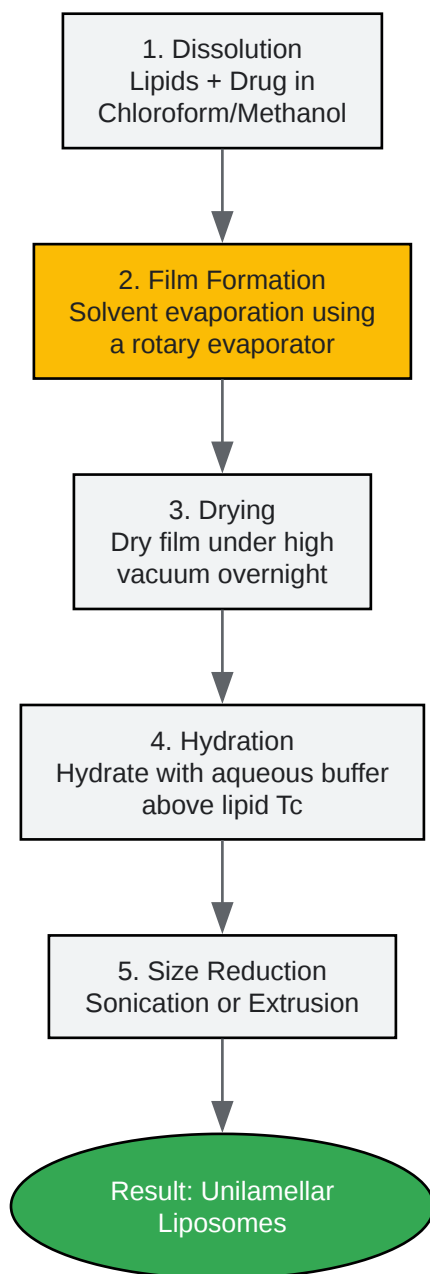 1. Dissolution
Lipids + Drug in
Chloroform/Methanol
2. Film Formation
Solvent evaporation using
a rotary evaporator
3. Drying
Dry film under high
vacuum overnight
4. Hydration
Hydrate with aqueous buffer
above lipid Tc
5. Size Reduction
Sonication or Extrusion
Result: Unilamellar
Liposomes